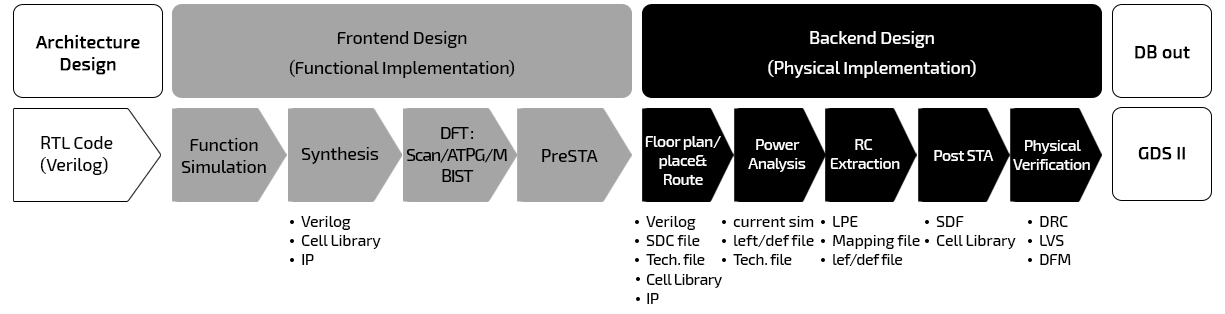 Architecture
Design
Frontend Design
(Functional Implementation)
Backend Design
(Physical Implementation)
DB out
RTL Code
(Verilog)
Function
Simulation
Synthesis
DFT :
Scan/ATPG/M
BIST
PreSTA
Floor plan/
place&
Route
Power
Analysis
RC
Extraction
Post STA
Physical
Verification
GDS II
• Verilog
• Cell Library
• IP
• Verilog
• SDC file
• Tech. file
• Cell Library
• IP
• current sim
• left/def file
• Tech. file
• LPE
• Mapping file
• lef/def file
• SDF
• Cell Library
• DRC
• LVS
• DFM